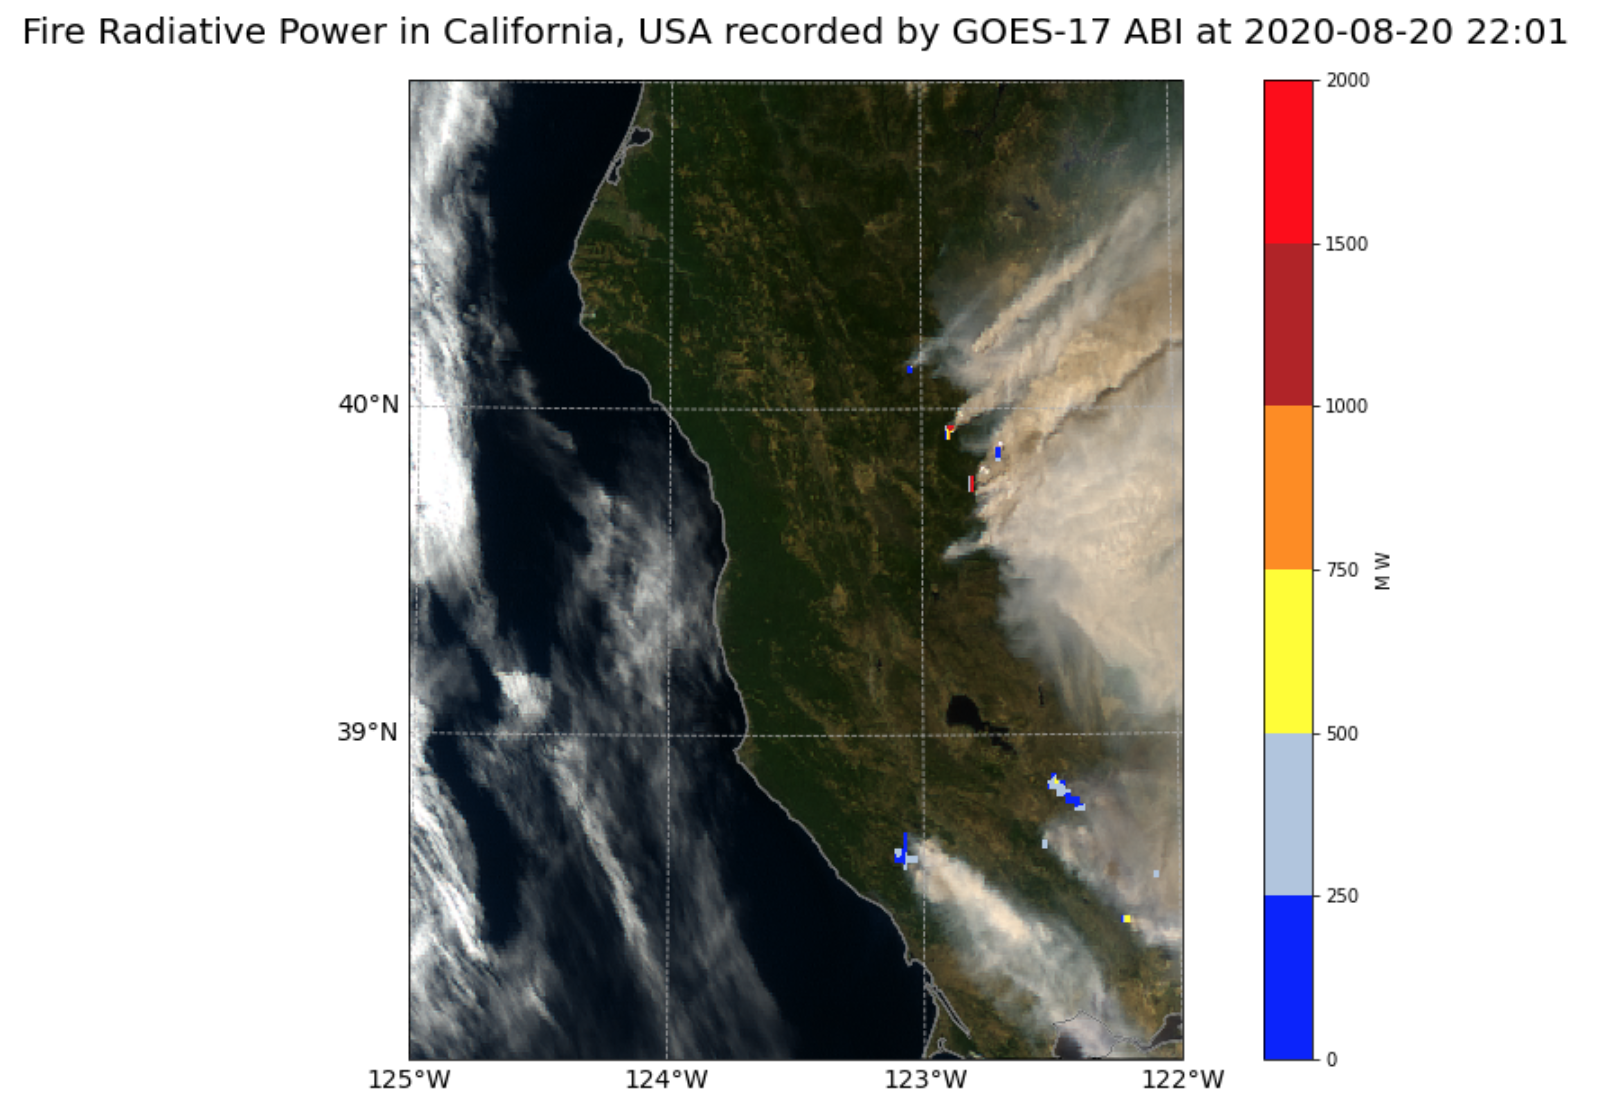 Fire Radiative Power in California, USA recorded by GOES-17 ABI at 2020-08-20 22:01
2000
1500
1000
750
500
250
0
MW
40°N
39°N
125°W 124°W 123°W 122°W